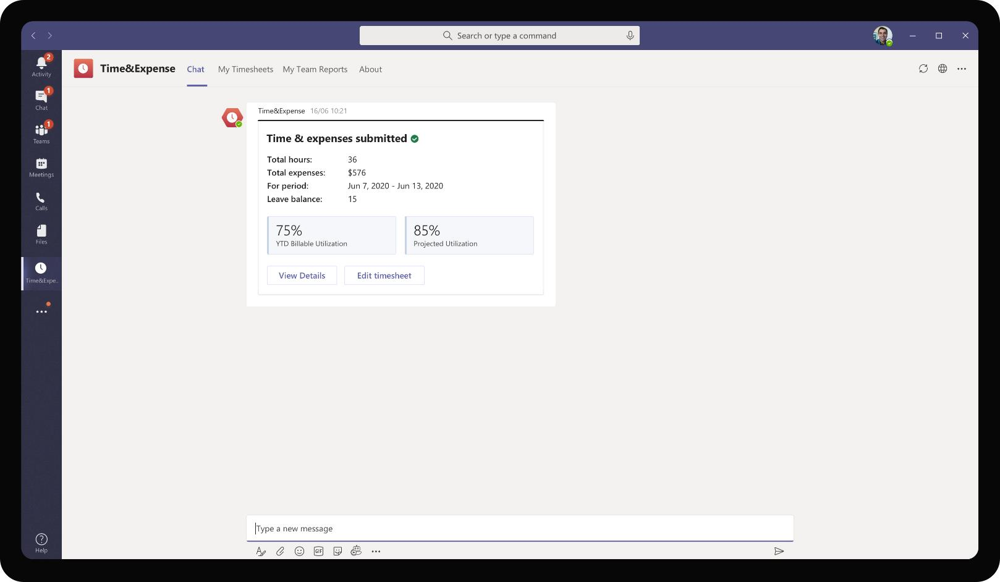 Search or type a command
2
Activity
1
Chat
1
Teams
Meetings
Calls
Files
Time&Expe..
Help
Time&Expense
Chat
My Timesheets
My Team Reports
About
Time&Expense 16/06 10:21
Time & expenses submitted
Total hours: 36
Total expenses: $576
For period: Jun 7, 2020 - Jun 13, 2020
Leave balance: 15
75%
YTD Billable Utilization
85%
Projected Utilization
View Details
Edit timesheet
Type a new message
GIF